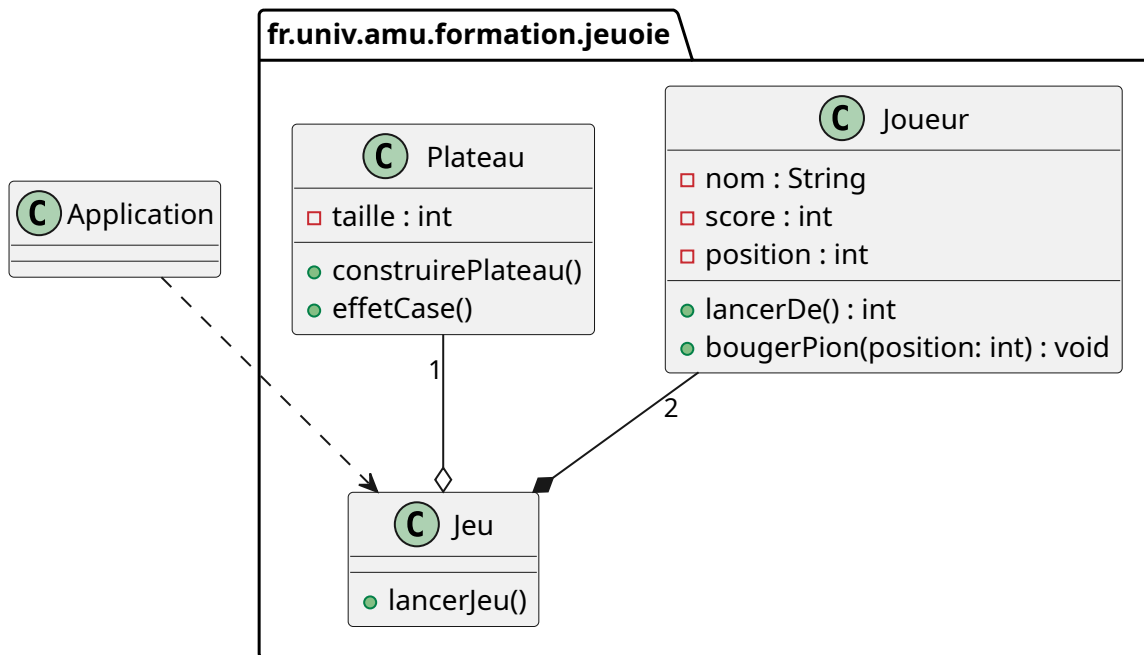 fr.univ.amu.formation.jeuoie
C Application
C Plateau
taille : int
construirePlateau()
effetCase()
C Joueur
nom : String
score : int
position : int
lancerDe() : int
bougerPion(position: int) : void
1
2
C Jeu
lancerJeu()